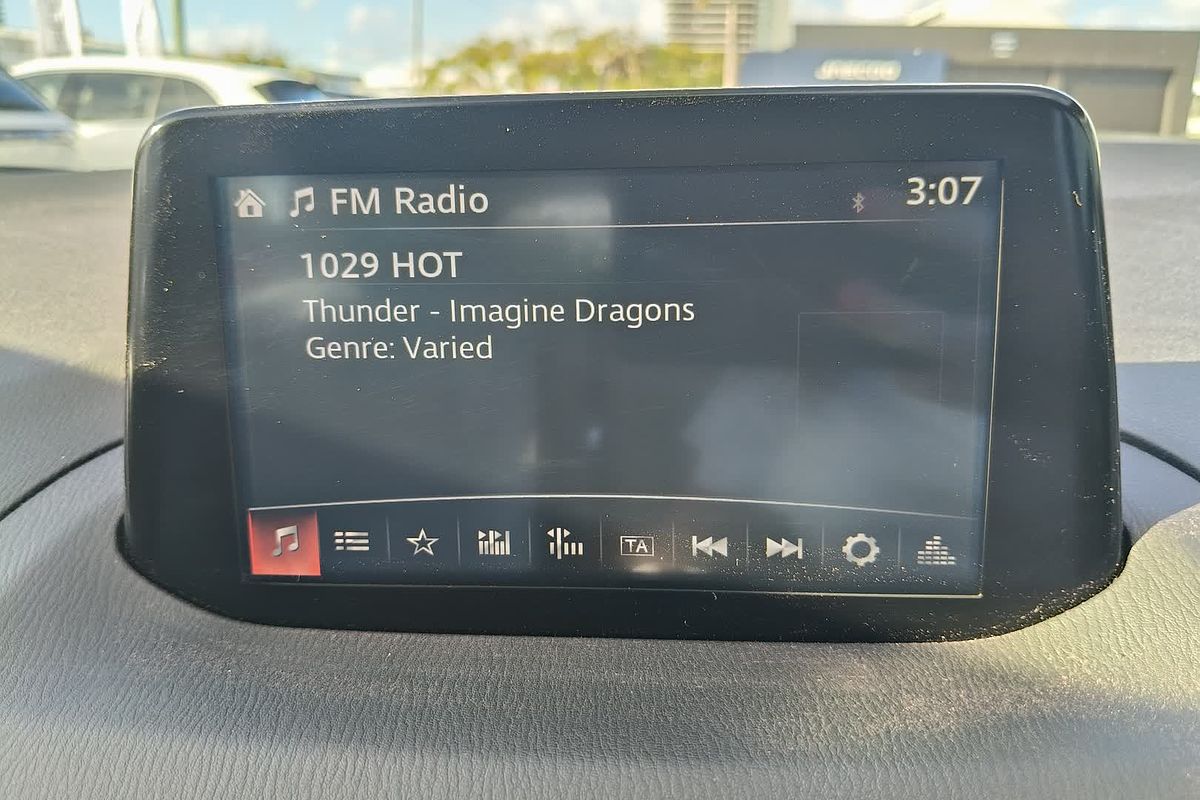 FM Radio
3:07
1029 HOT
Thunder - Imagine Dragons
Genre: Varied
TA